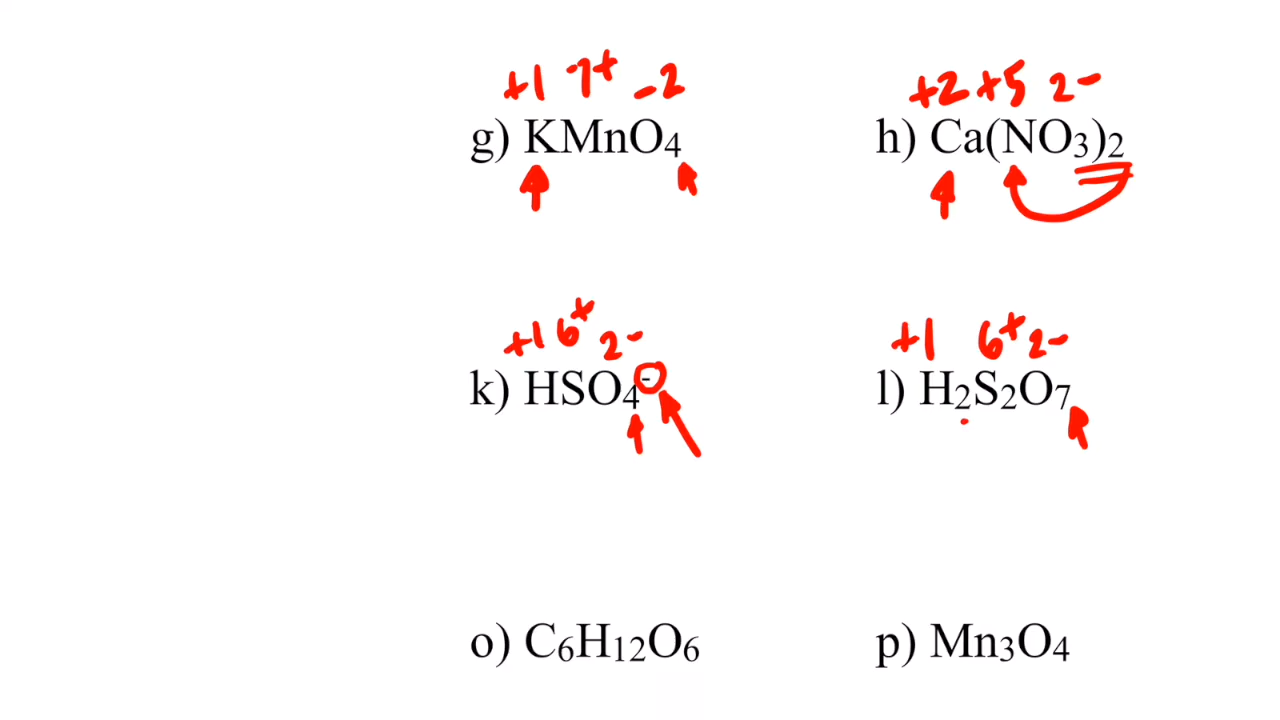 +1 7+ -2
g) KMnO4
+2 +5 2-
h) Ca(NO3)2
+1 6+ 2-
k) HSO4-
+1 6+ 2-
l) H2S2O7
o) C6H12O6
p) Mn3O4